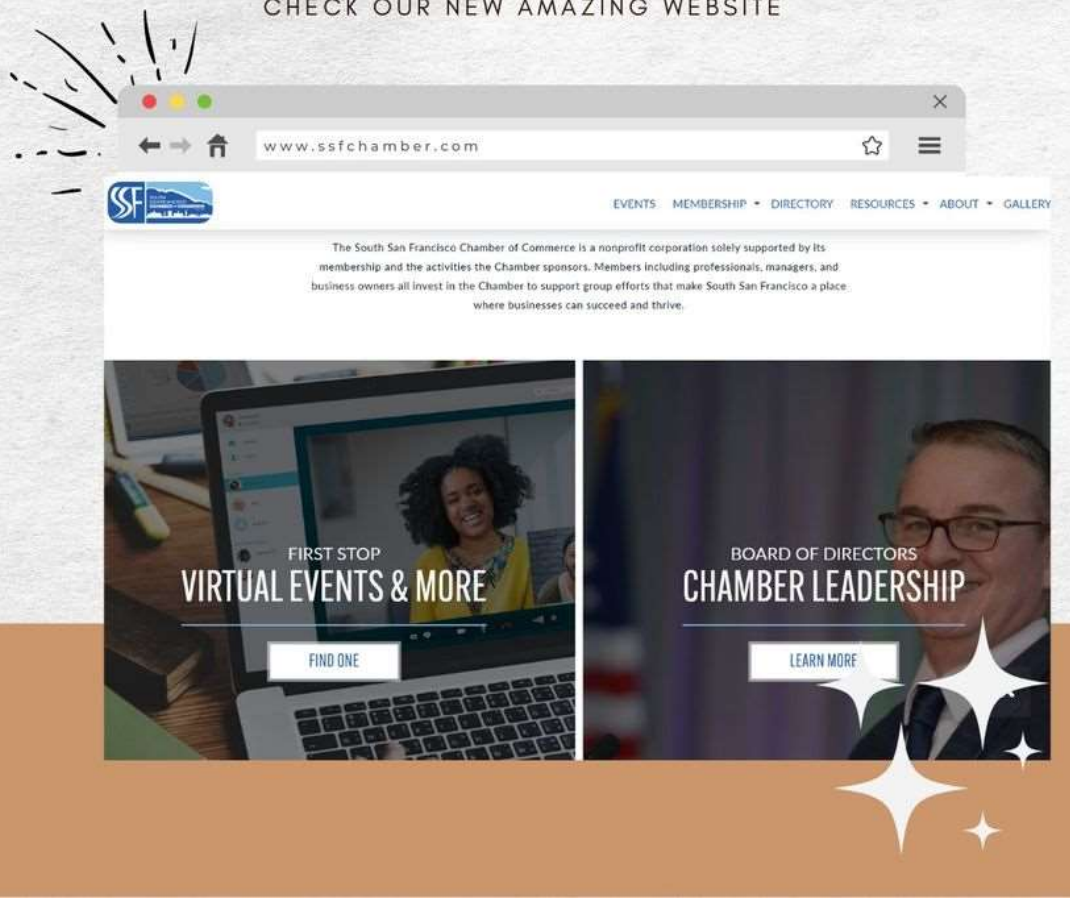 CHECK OUR NEW AMAZING WEBSITE
www.ssfchamber.com
SSF
EVENTS MEMBERSHIP DIRECTORY RESOURCES ABOUT GALLERY
The South San Francisco Chamber of Commerce is a nonprofit corporation solely supported by its
membership and the activities the Chamber sponsors. Members including professionals, managers, and
business owners all invest in the Chamber to support group efforts that make South San Francisco a place
where businesses can succeed and thrive.
FIRST STOP
VIRTUAL EVENTS & MORE
FIND ONE
BOARD OF DIRECTORS
CHAMBER LEADERSHIP
LEARN MORE